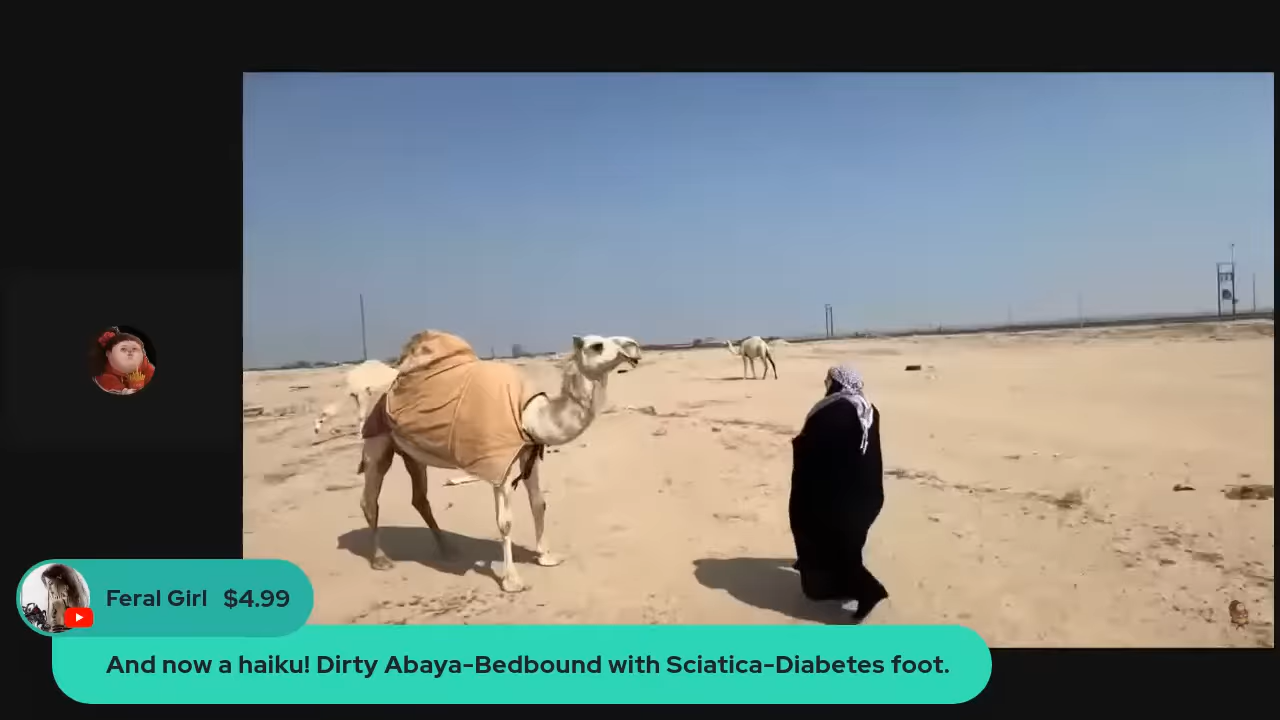 Feral Girl $4.99
And now a haiku! Dirty Abaya-Bedbound with Sciatica-Diabetes foot.